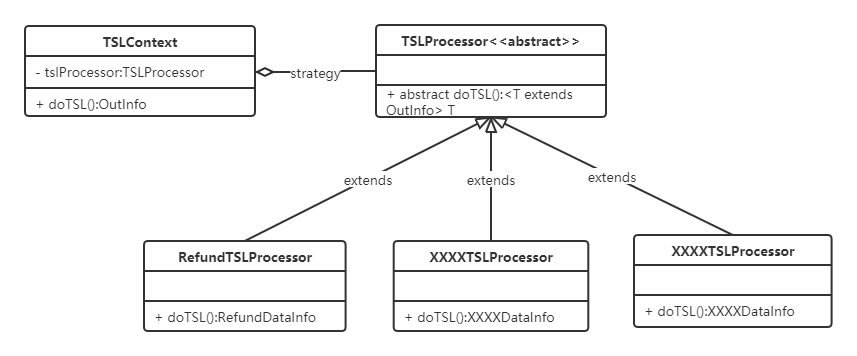 TSLContext
- tslProcessor:TSLProcessor
+ doTSL():OutInfo
strategy
TSLProcessor<<abstract>>
+ abstract doTSL():<T extends
OutInfo> T
extends
extends
extends
RefundTSLProcessor
+ doTSL():RefundDataInfo
XXXXTSLProcessor
+ doTSL():XXXXDataInfo
XXXXTSLProcessor
+ doTSL():XXXXDataInfo